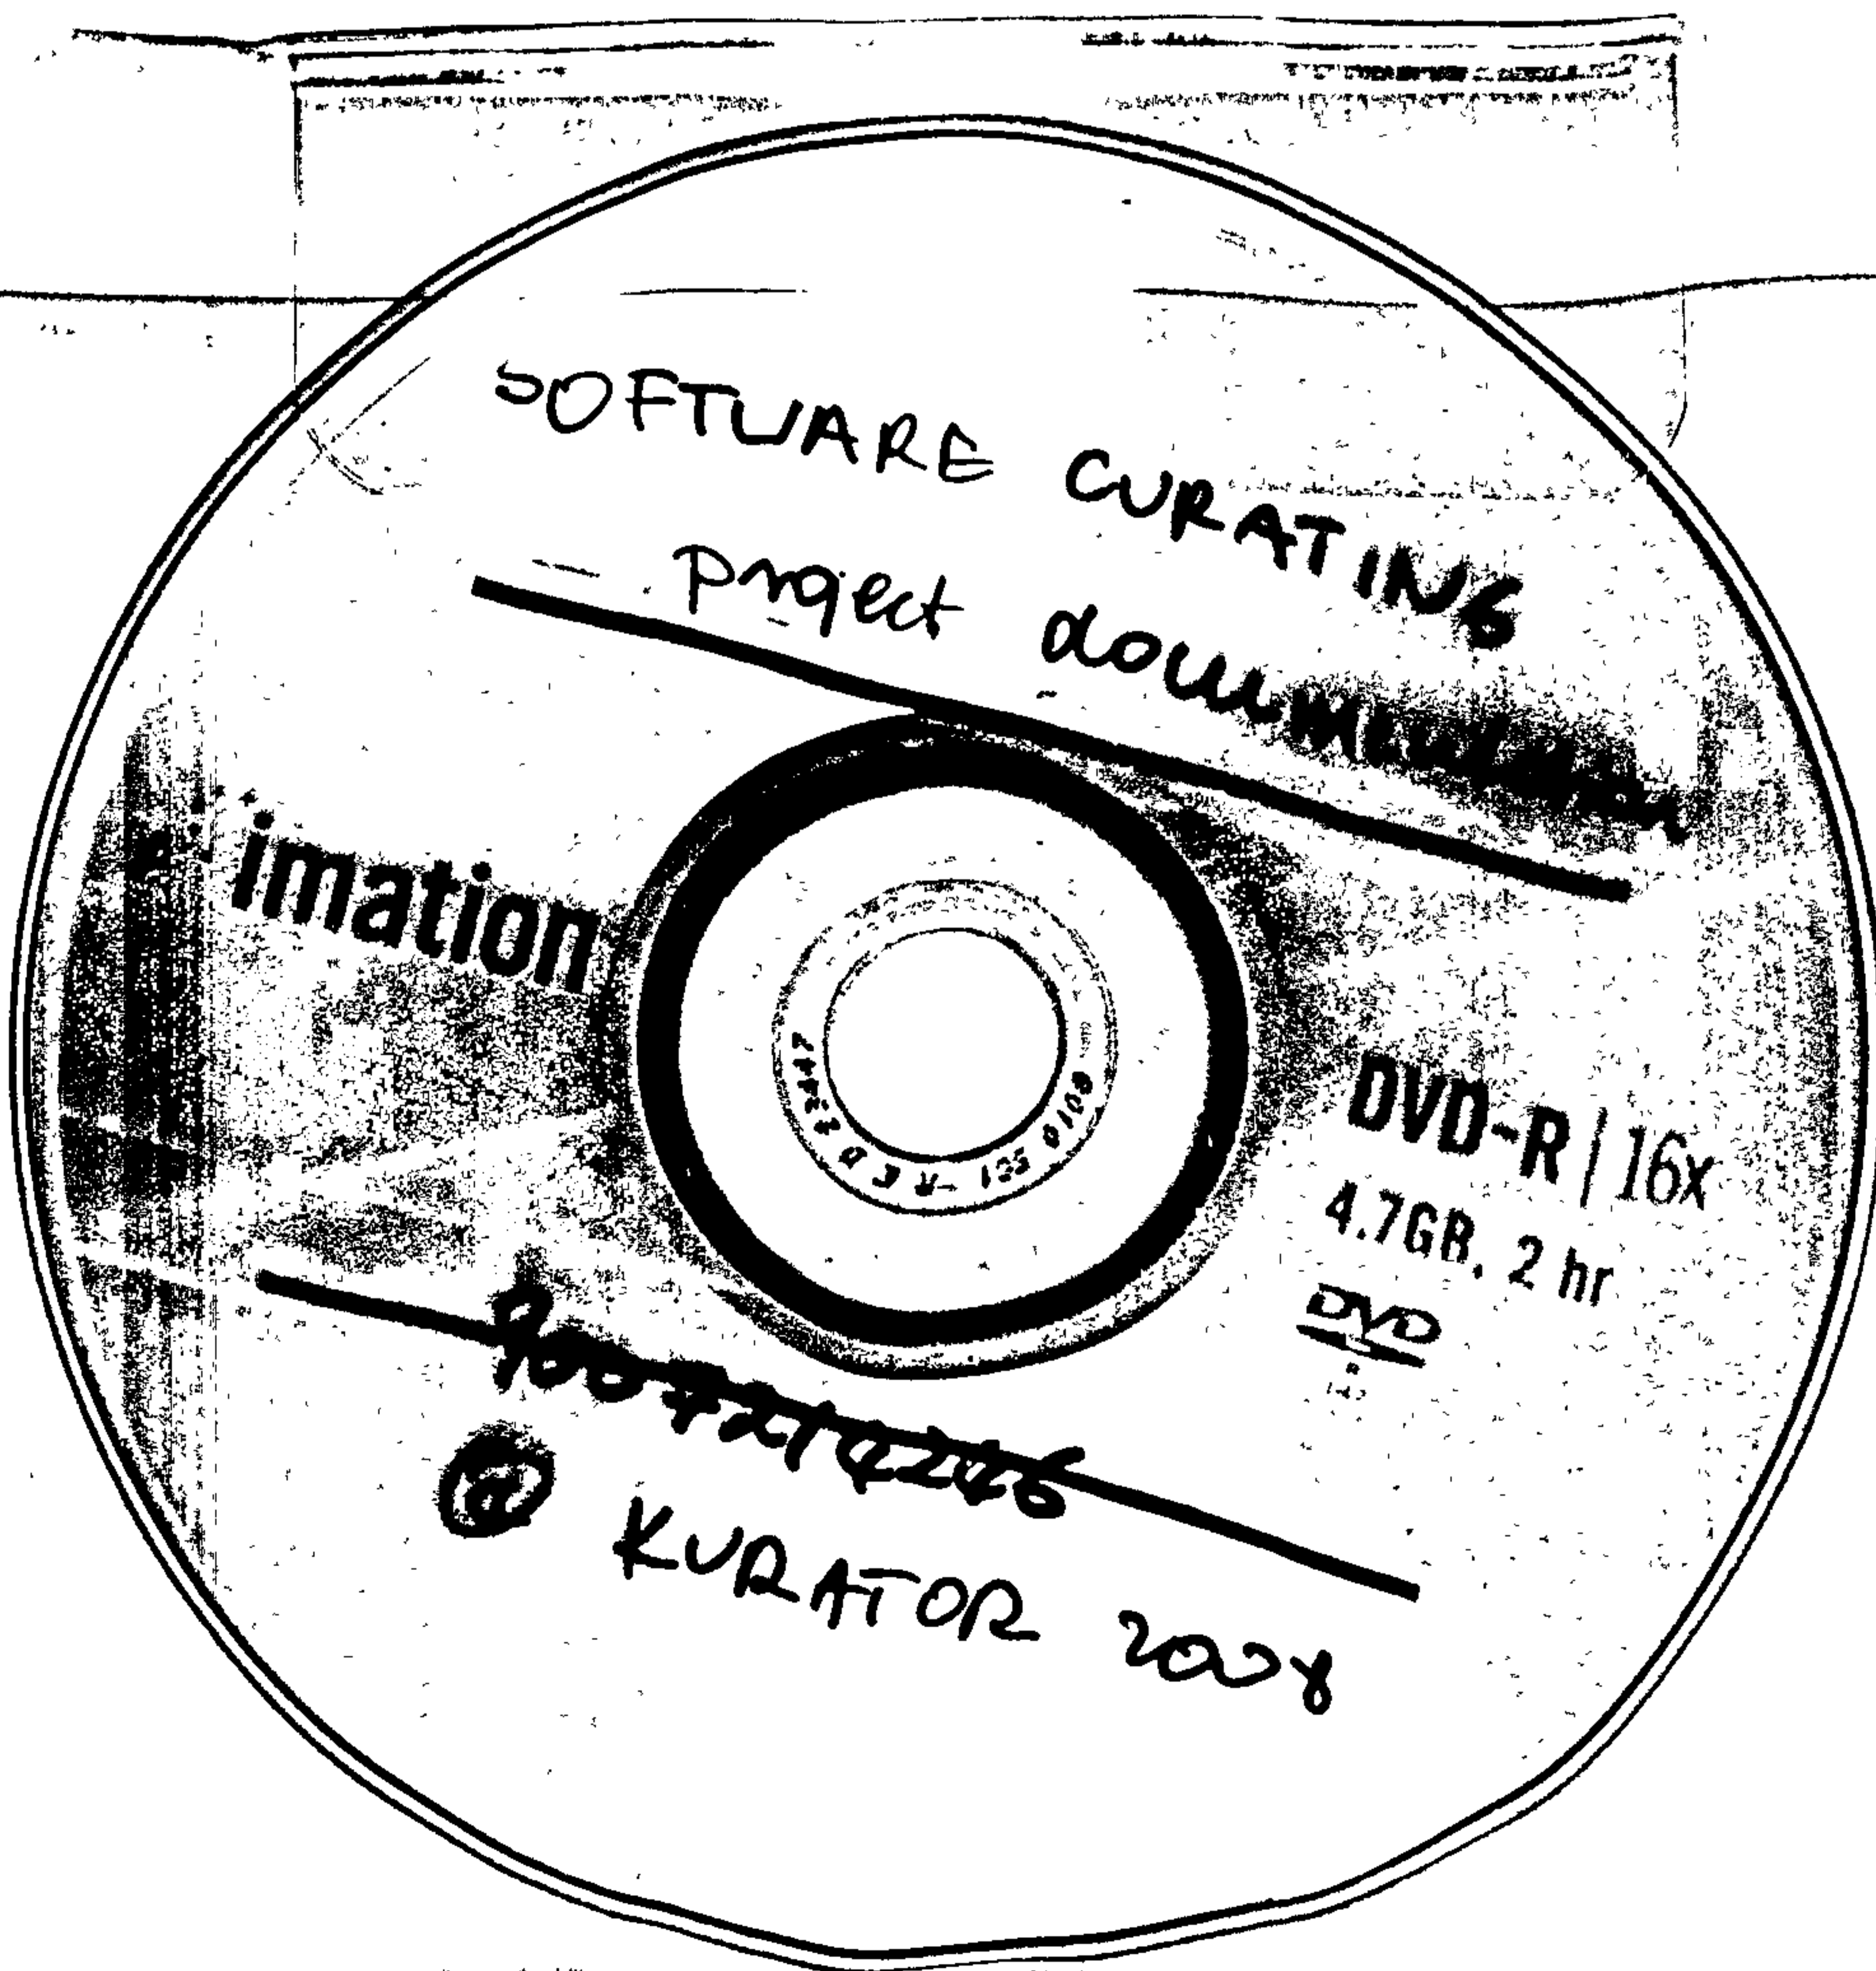 SOFTWARE CURATING
project documentation
imation
DVD-R | 16x
4.7GB, 2 hr
DVD
R
@ KURATOR 2008